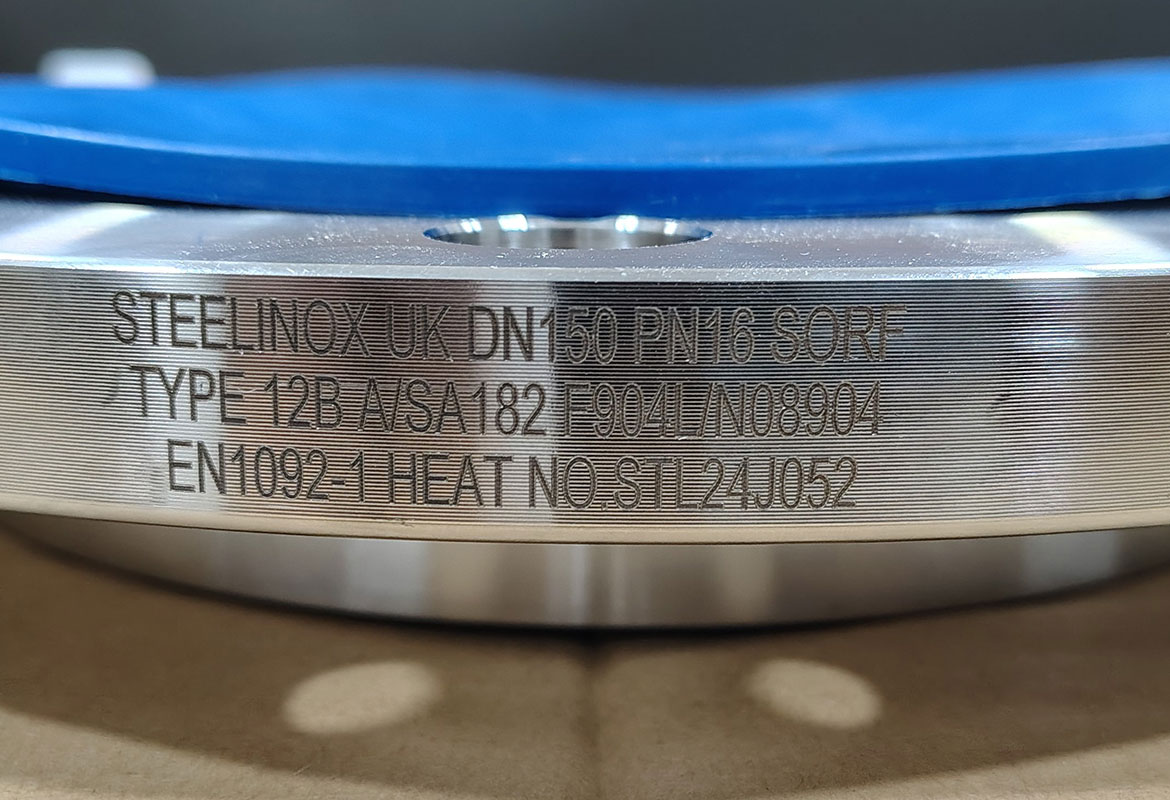 STEELINOX UK DN150 PN16 SORF
TYPE 12B A/SA182 F904L/N08904
EN1092-1 HEAT NO.STL24J052